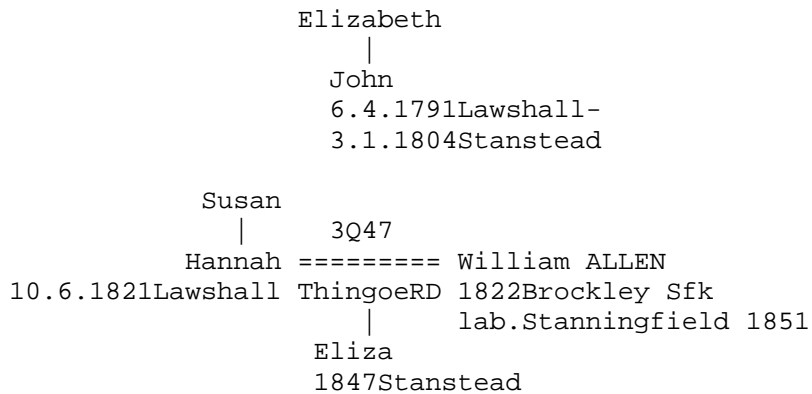 Elizabeth
|
John
6.4.1791Lawshall-
3.1.1804Stanstead
Susan
| 3Q47
Hannah ========= William ALLEN
10.6.1821Lawshall ThingoeRD 1822Brockley Sfk
| lab.Stanningfield 1851
Eliza
1847Stanstead